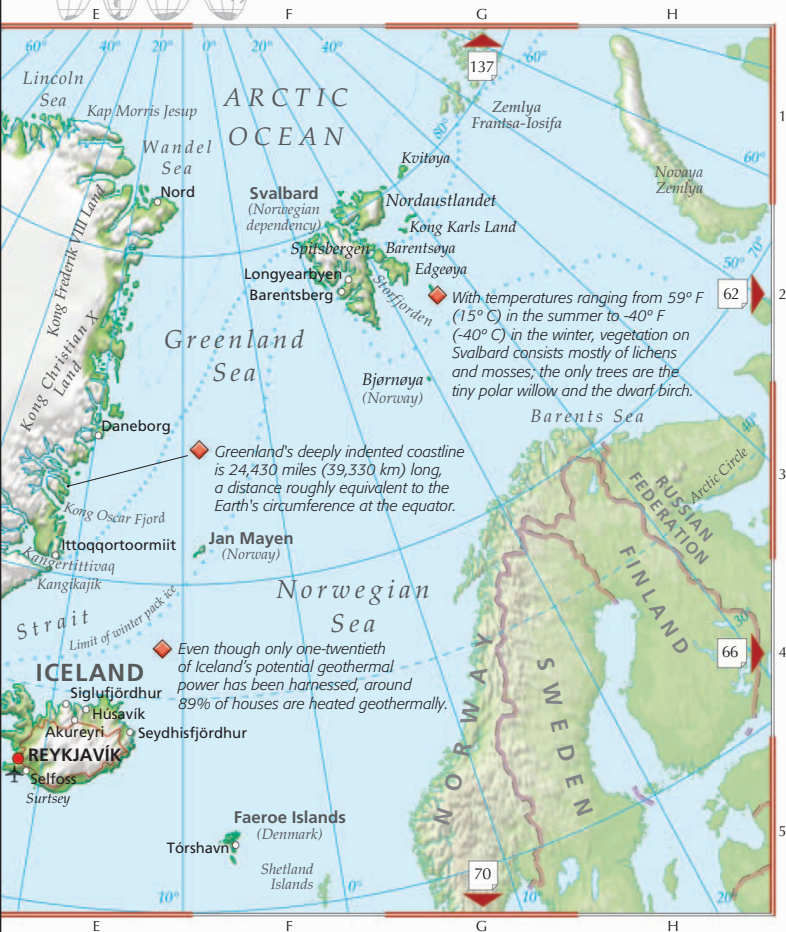 E F G H
60° 40° 20° 0° 20° 40° 60°
137
Lincoln
Sea
Kap Morris Jesup
ARCTIC
OCEAN
Zemlya
Frantsa-Iosifa
80°
1
Wandel
Sea
Kvitøya
60°
Novaya
Zemlya
Nord
Svalbard
(Norwegian
dependency)
Nordaustlandet
Kong Karls Land
Kong Frederik VIII Land
Spitsbergen
Barentsøya
Edgeøya
70°
50°
Longyearbyen
Barentsberg
Storfjorden
62
2
With temperatures ranging from 59º F
(15º C) in the summer to -40º F
(-40º C) in the winter, vegetation on
Svalbard consists mostly of lichens
and mosses; the only trees are the
tiny polar willow and the dwarf birch.
Kong Christian X
Land
Greenland
Sea
Bjørnøya
(Norway)
Barents Sea
40°
Daneborg
Greenland's deeply indented coastline
is 24,430 miles (39,330 km) long,
a distance roughly equivalent to the
Earth's circumference at the equator.
Arctic Circle
3
RUSSIAN
FEDERATION
Kong Oscar Fjord
Jan Mayen
(Norway)
Ittoqqortoormiit
Kangertittivaq
Kangikajik
FINLAND
Norwegian
Sea
Strait
Limit of winter pack ice
30°
66
4
Even though only one-twentieth
of Iceland's potential geothermal
power has been harnessed, around
89% of houses are heated geothermally.
ICELAND
Siglufjördhur
Húsavík
Akureyri
Seydhisfjördhur
REYKJAVÍK
Selfoss
Surtsey
NORWAY
SWEDEN
Faeroe Islands
(Denmark)
Tórshavn
Shetland
Islands
5
70
10° 0° 10° 20°
E F G H